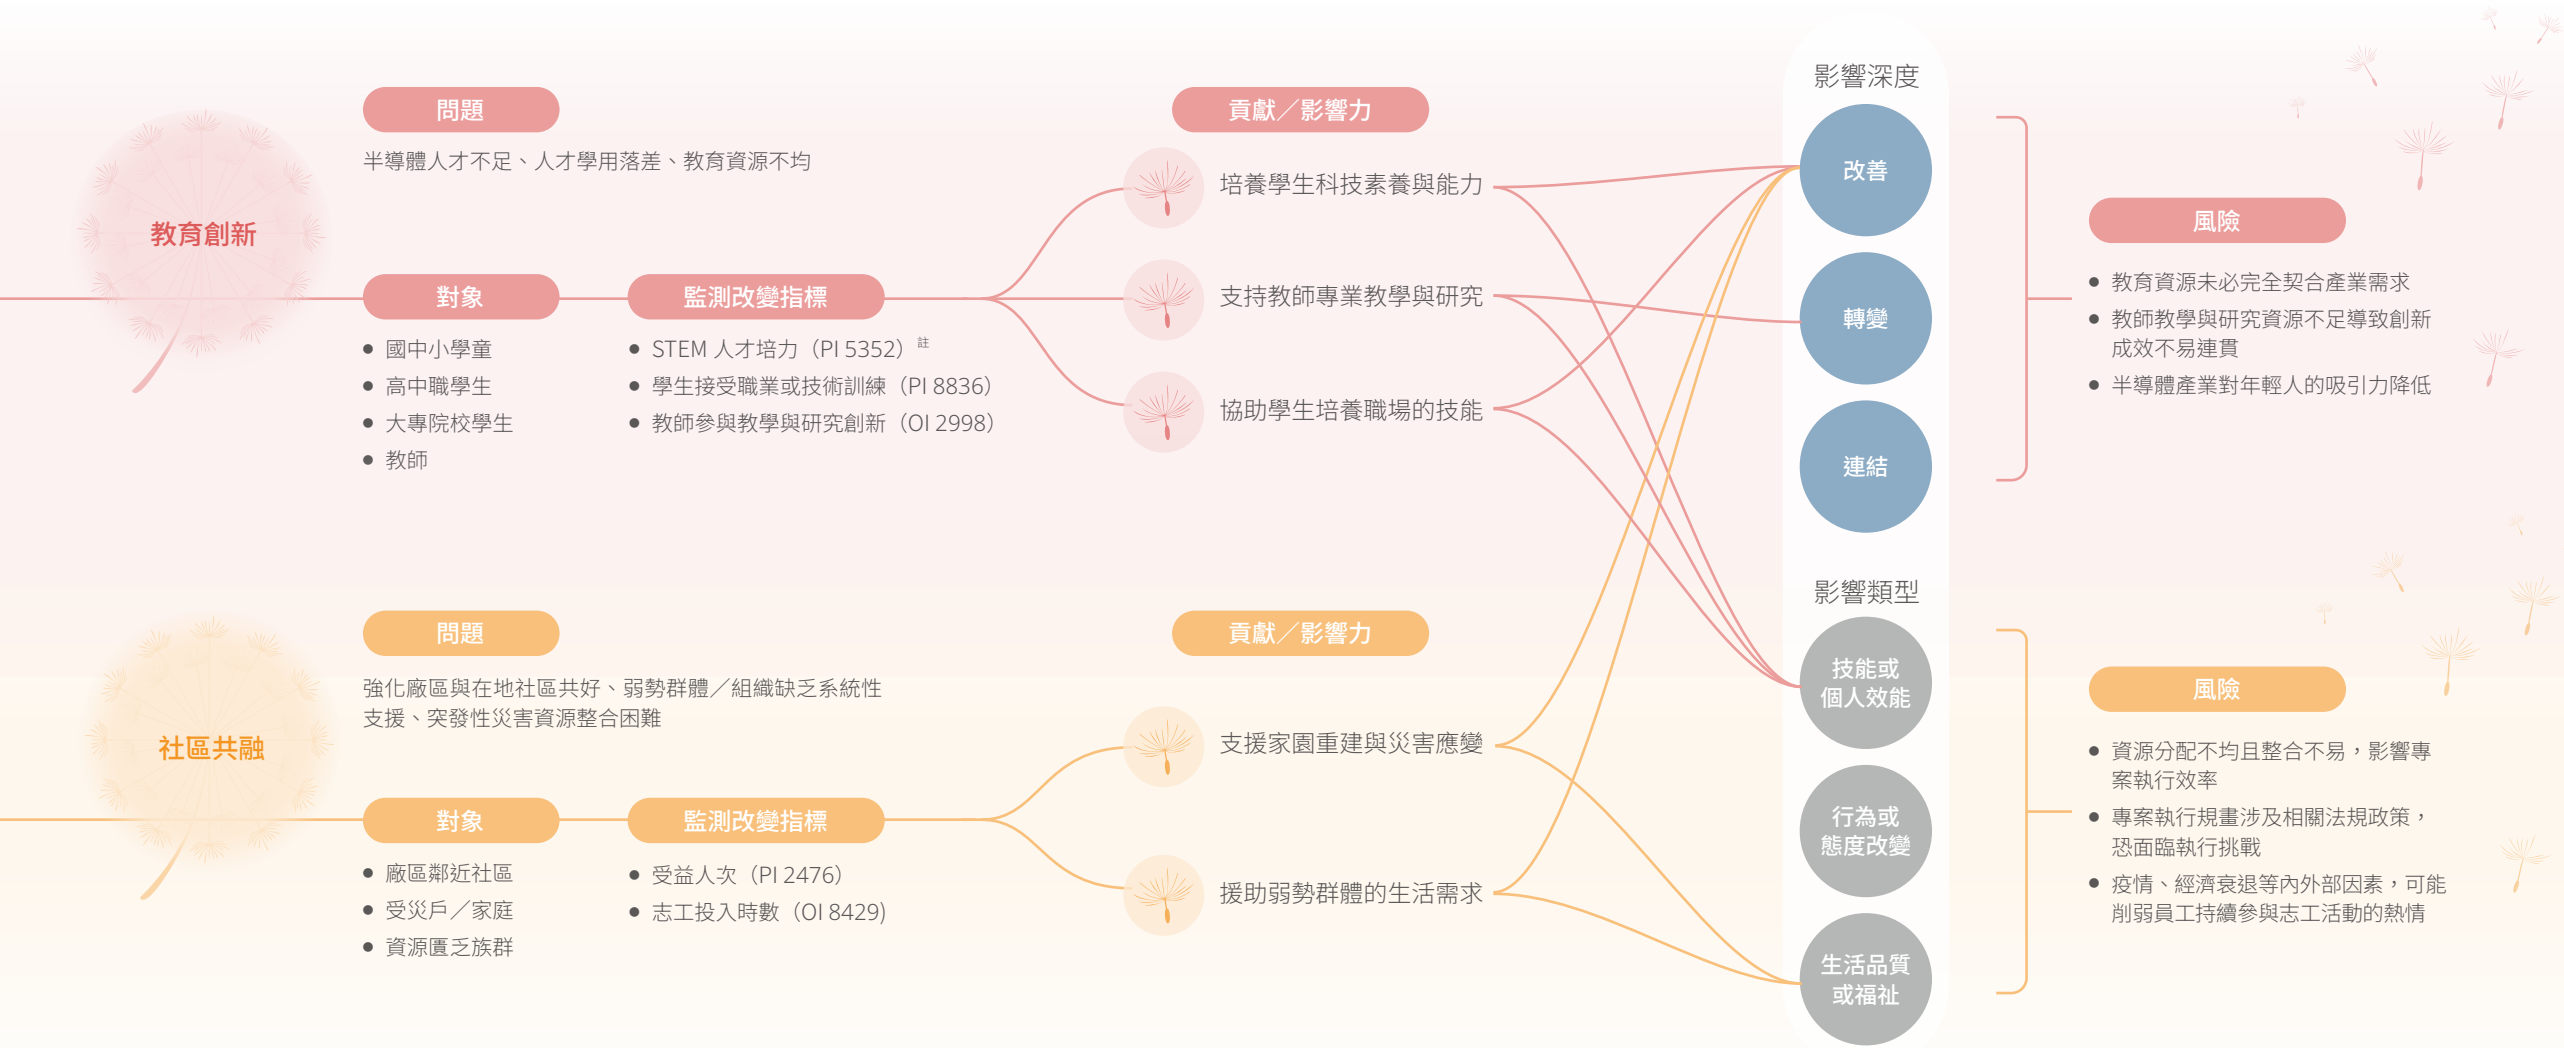 教育創新
問題
半導體人才不足、人才學用落差、教育資源不均
對象
● 國中小學童
● 高中職學生
● 大專院校學生
● 教師
監測改變指標
● STEM 人才培力（PI 5352）註
● 學生接受職業或技術訓練（PI 8836）
● 教師參與教學與研究創新（OI 2998）
貢獻／影響力
培養學生科技素養與能力
支持教師專業教學與研究
協助學生培養職場的技能
社區共融
問題
強化廠區與在地社區共好、弱勢群體／組織缺乏系統性
支援、突發性災害資源整合困難
對象
● 廠區鄰近社區
● 受災戶／家庭
● 資源匱乏族群
監測改變指標
● 受益人次（PI 2476）
● 志工投入時數（OI 8429)
貢獻／影響力
支援家園重建與災害應變
援助弱勢群體的生活需求
影響深度
改善
轉變
連結
影響類型
技能或
個人效能
行為或
態度改變
生活品質
或福祉
風險
● 教育資源未必完全契合產業需求
● 教師教學與研究資源不足導致創新
成效不易連貫
● 半導體產業對年輕人的吸引力降低
風險
● 資源分配不均且整合不易，影響專
案執行效率
● 專案執行規畫涉及相關法規政策，
恐面臨執行挑戰
● 疫情、經濟衰退等內外部因素，可能
削弱員工持續參與志工活動的熱情